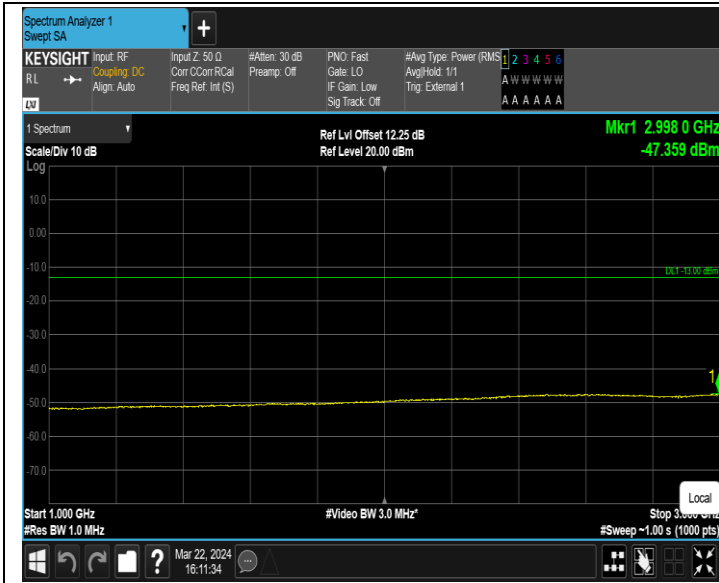 Spectrum Analyzer 1
Swept SA
+
KEYSIGHT
R L
LXI
Input: RF
Coupling: DC
Align: Auto
Input Z: 50 Ω
Corr CCorr RCal
Freq Ref: Int (S)
#Atten: 30 dB
Preamp: Off
PNO: Fast
Gate: LO
IF Gain: Low
Sig Track: Off
#Avg Type: Power (RMS
Avg|Hold: 1/1
Trig: External 1
1 2 3 4 5 6
A W W W W W
A A A A A A
1 Spectrum
Scale/Div 10 dB
Log
Ref Lvl Offset 12.25 dB
Ref Level 20.00 dBm
Mkr1 2.998 0 GHz
-47.359 dBm
10.0
0.00
-10.0
DL1 -13.00 dBm
-20.0
-30.0
-40.0
1
-50.0
-60.0
-70.0
Local
Start 1.000 GHz
#Res BW 1.0 MHz
#Video BW 3.0 MHz*
Stop 3.000 GHz
#Sweep ~1.00 s (1000 pts)
?
Mar 22, 2024
16:11:34